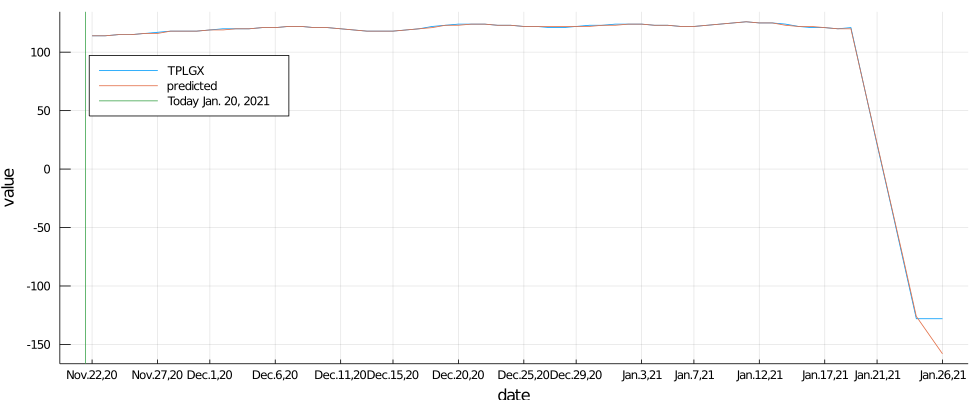 100
50
0
-50
-100
-150
value
TPLGX
predicted
Today Jan. 20, 2021
Nov.22,20 Nov.27,20 Dec.1,20 Dec.6,20 Dec.11,20 Dec.15,20 Dec.20,20 Dec.25,20 Dec.29,20 Jan.3,21 Jan.7,21 Jan.12,21 Jan.17,21 Jan.21,21 Jan.26,21
date